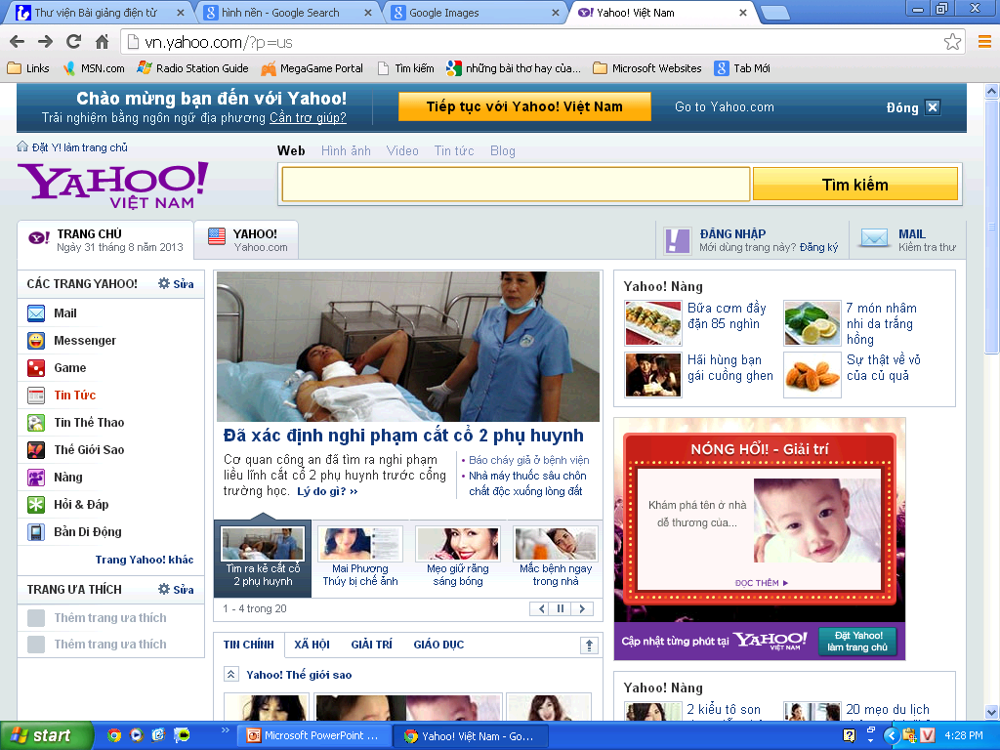 Thư viện Bài giảng điện tử
hình nền - Google Search
Google Images
Yahoo! Việt Nam
vn.yahoo.com/?p=us
Links
MSN.com
Radio Station Guide
MegaGame Portal
Tìm kiếm
những bài thơ hay của...
Microsoft Websites
Tab Mới
Chào mừng bạn đến với Yahoo!
Trải nghiệm bằng ngôn ngữ địa phương Cần trợ giúp?
Tiếp tục với Yahoo! Việt Nam
Go to Yahoo.com
Đóng
Đặt Y! làm trang chủ
YAHOO!
VIỆT NAM
Web Hình ảnh Video Tin tức Blog
Tìm kiếm
TRANG CHỦ
Ngày 31 tháng 8 năm 2013
YAHOO!
Yahoo.com
ĐĂNG NHẬP
Mới dùng trang này? Đăng ký
MAIL
Kiểm tra thư
CÁC TRANG YAHOO! Sửa
Mail
Messenger
Game
Tin Tức
Tin Thể Thao
Thế Giới Sao
Nàng
Hỏi & Đáp
Bản Di Động
Trang Yahoo! khác
TRANG ƯA THÍCH Sửa
Thêm trang ưa thích
Thêm trang ưa thích
Đã xác định nghi phạm cắt cổ 2 phụ huynh
Cơ quan công an đã tìm ra nghi phạm
liều lĩnh cắt cổ 2 phụ huynh trước cổng
trường học. Lý do gì? »
• Báo cháy giả ở bệnh viện
• Nhà máy thuốc sâu chôn
chất độc xuống lòng đất
Tìm ra kẻ cắt cổ
2 phụ huynh
Mai Phương
Thúy bị chế ảnh
Mẹo giữ răng
sáng bóng
Mắc bệnh ngay
trong nhà
1 - 4 trong 20
TIN CHÍNH XÃ HỘI GIẢI TRÍ GIÁO DỤC
Yahoo! Thế giới sao
Yahoo! Nàng
Bữa cơm đầy
đặn 85 nghìn
7 món nhâm
nhi da trắng
hồng
Hãi hùng bạn
gái cuồng ghen
Sự thật về vỏ
của củ quả
NÓNG HỔI! - Giải trí
Khám phá tên ở nhà
dễ thương của...
ĐỌC THÊM
Cập nhật từng phút tại YAHOO!
VIỆT NAM
Đặt Yahoo!
làm trang chủ
Yahoo! Nàng
2 kiểu tô son
20 mẹo du lịch
start
Microsoft PowerPoint ...
Yahoo! Việt Nam - Go...
4:28 PM